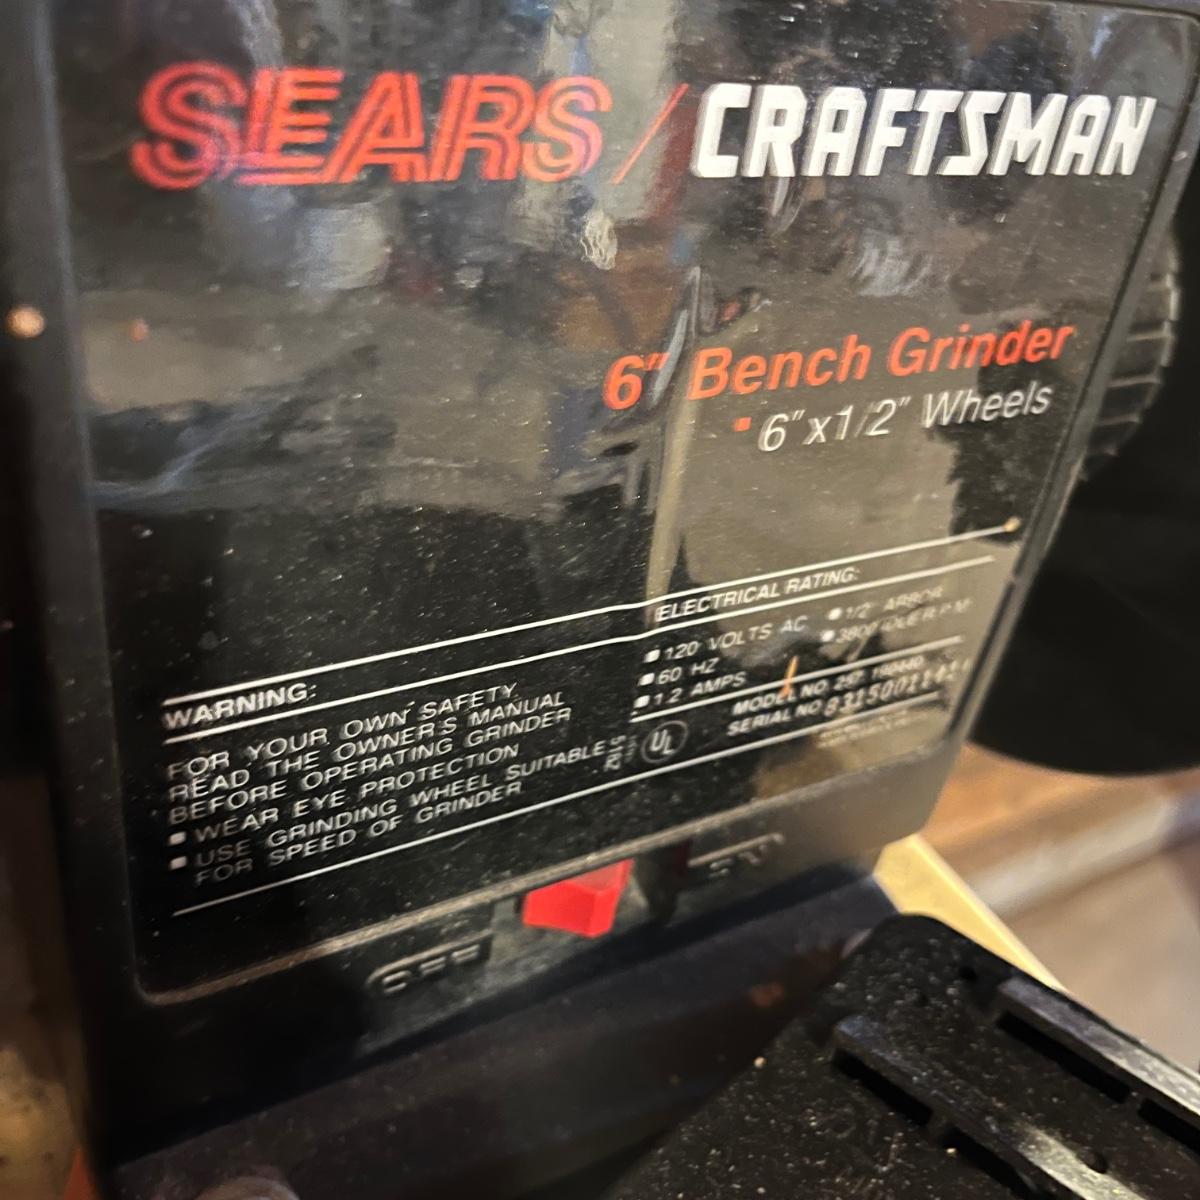 SEARS / CRAFTSMAN
6" Bench Grinder
6"x1/2" Wheels
WARNING:
FOR YOUR OWN SAFETY
READ THE OWNER'S MANUAL
BEFORE OPERATING GRINDER
WEAR EYE PROTECTION
USE GRINDING WHEEL SUITABLE
FOR SPEED OF GRINDER
ELECTRICAL RATING:
120 VOLTS AC
60 HZ
1.2 AMPS
1/2" ARBOR
UL
MODEL NO.
SERIAL NO.
OFF